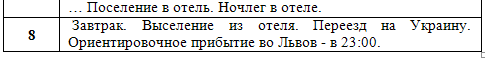 … Поселение в отель. Ночлег в отеле.
8
Завтрак. Выселение из отеля. Переезд на Украину.
Ориентировочное прибытие во Львов - в 23:00.